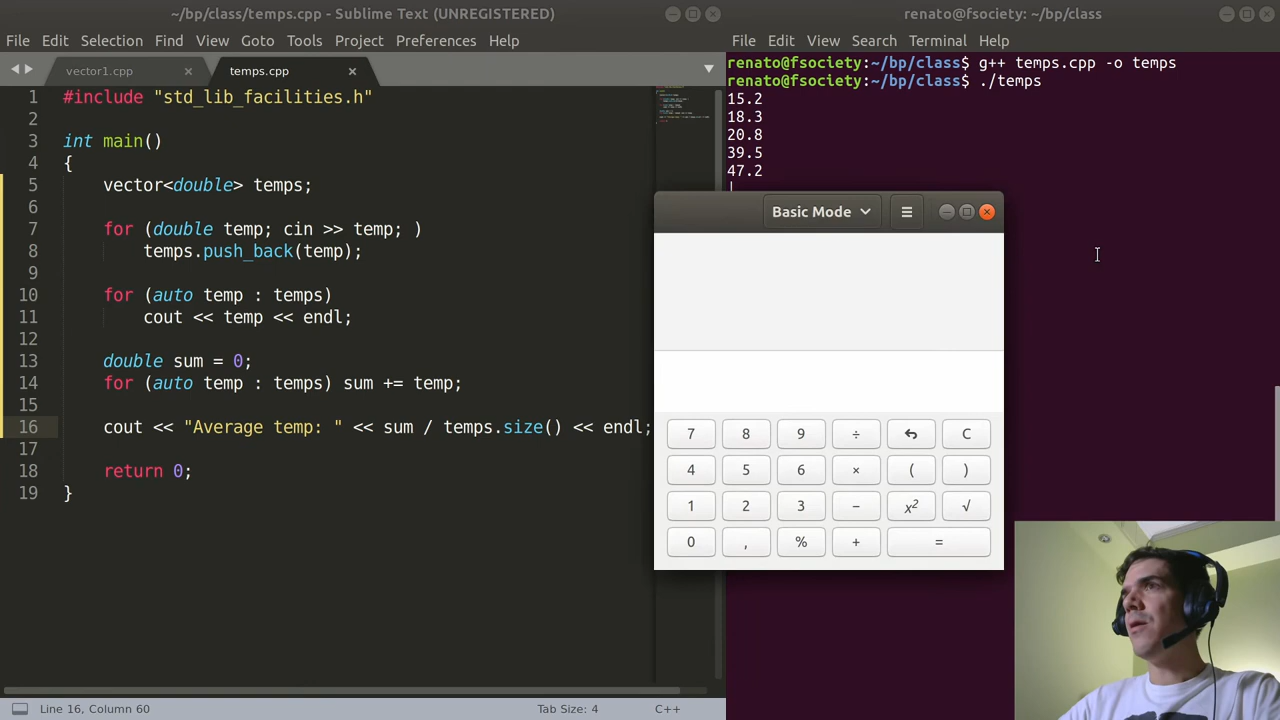 ~/bp/class/temps.cpp - Sublime Text (UNREGISTERED)
File Edit Selection Find View Goto Tools Project Preferences Help
vector1.cpp temps.cpp
1 #include "std_lib_facilities.h"
2
3 int main()
4 {
5 vector<double> temps;
6
7 for (double temp; cin >> temp; )
8 temps.push_back(temp);
9
10 for (auto temp : temps)
11 cout << temp << endl;
12
13 double sum = 0;
14 for (auto temp : temps) sum += temp;
15
16 cout << "Average temp: " << sum / temps.size() << endl;
17
18 return 0;
19 }
Line 16, Column 60 Tab Size: 4 C++
renato@fsociety: ~/bp/class
File Edit View Search Terminal Help
renato@fsociety:~/bp/class$ g++ temps.cpp -o temps
renato@fsociety:~/bp/class$ ./temps
15.2
18.3
20.8
39.5
47.2
Basic Mode
7 8 9 ÷ C
4 5 6 × ( )
1 2 3 − x² √
0 , % + =